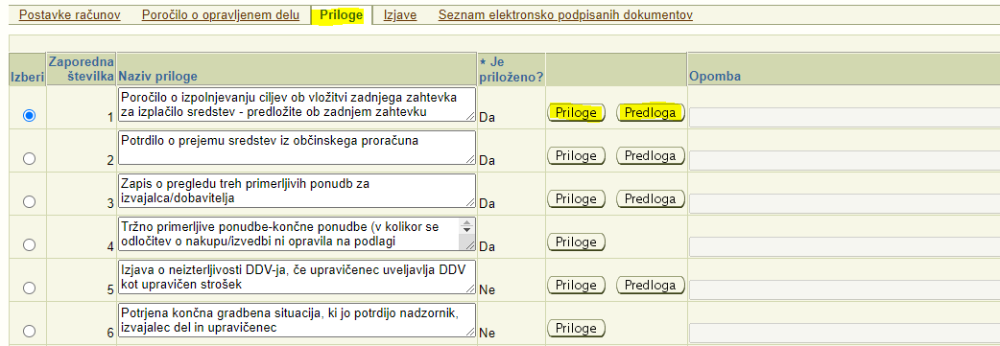 Postavke računov Poročilo o opravljenem delu Priloge Izjave Seznam elektronsko podpisanih dokumentov
Izberi Zaporedna številka Naziv priloge * Je priloženo? Opomba
1 Poročilo o izpolnjevanju ciljev ob vložitvi zadnjega zahtevka
za izplačilo sredstev - predložite ob zadnjem zahtevku Da Priloge Predloga
2 Potrdilo o prejemu sredstev iz občinskega proračuna Da Priloge Predloga
3 Zapis o pregledu treh primerljivih ponudb za
izvajalca/dobavitelja Da Priloge Predloga
4 Tržno primerljive ponudbe-končne ponudbe (v kolikor se
odločitev o nakupu/izvedbi ni opravila na podlagi Da Priloge
5 Izjava o neizterljivosti DDV-ja, če upravičenec uveljavlja DDV
kot upravičen strošek Ne Priloge Predloga
6 Potrjena končna gradbena situacija, ki jo potrdijo nadzornik,
izvajalec del in upravičenec Ne Priloge